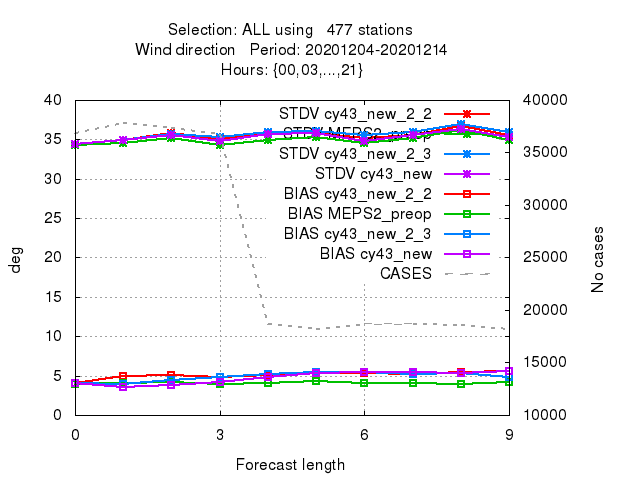 Selection: ALL using 477 stations
Wind direction Period: 20201204-20201214
Hours: {00,03,...,21}
40
35
30
25
20
15
10
5
0
deg
40000
35000
30000
25000
20000
15000
10000
No cases
STDV cy43_new_2_2
STDV MEPS2_preop
STDV cy43_new_2_3
STDV cy43_new
BIAS cy43_new_2_2
BIAS MEPS2_preop
BIAS cy43_new_2_3
BIAS cy43_new
CASES
0 3 6 9
Forecast length